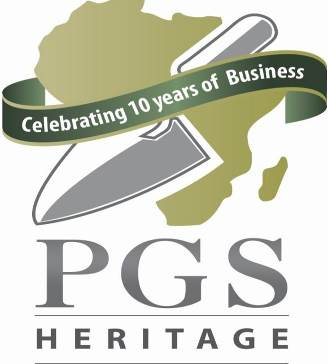 Celebrating 10 years of Business
PGS
HERITAGE